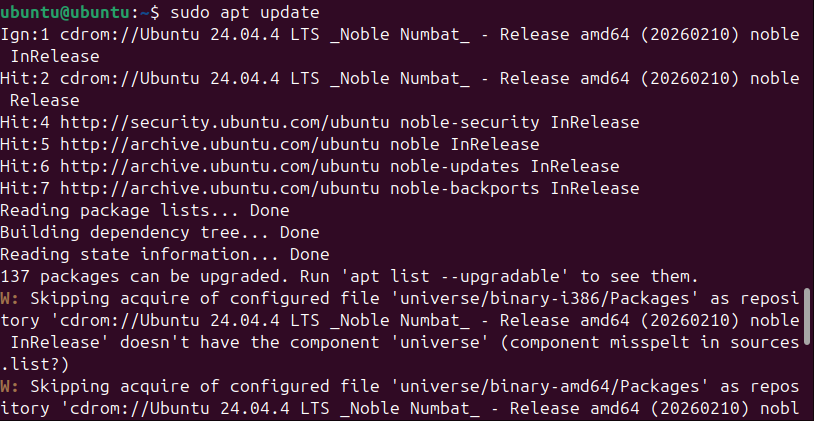 ubuntu@ubuntu:~$ sudo apt update
Ign:1 cdrom://Ubuntu 24.04.4 LTS _Noble Numbat_ - Release amd64 (20260210) noble
 InRelease
Hit:2 cdrom://Ubuntu 24.04.4 LTS _Noble Numbat_ - Release amd64 (20260210) noble
 Release
Hit:4 http://security.ubuntu.com/ubuntu noble-security InRelease
Hit:5 http://archive.ubuntu.com/ubuntu noble InRelease
Hit:6 http://archive.ubuntu.com/ubuntu noble-updates InRelease
Hit:7 http://archive.ubuntu.com/ubuntu noble-backports InRelease
Reading package lists... Done
Building dependency tree... Done
Reading state information... Done
137 packages can be upgraded. Run 'apt list --upgradable' to see them.
W: Skipping acquire of configured file 'universe/binary-i386/Packages' as reposi
tory 'cdrom://Ubuntu 24.04.4 LTS _Noble Numbat_ - Release amd64 (20260210) noble
 InRelease' doesn't have the component 'universe' (component misspelt in sources
.list?)
W: Skipping acquire of configured file 'universe/binary-amd64/Packages' as repos
itory 'cdrom://Ubuntu 24.04.4 LTS _Noble Numbat_ - Release amd64 (20260210) nobl